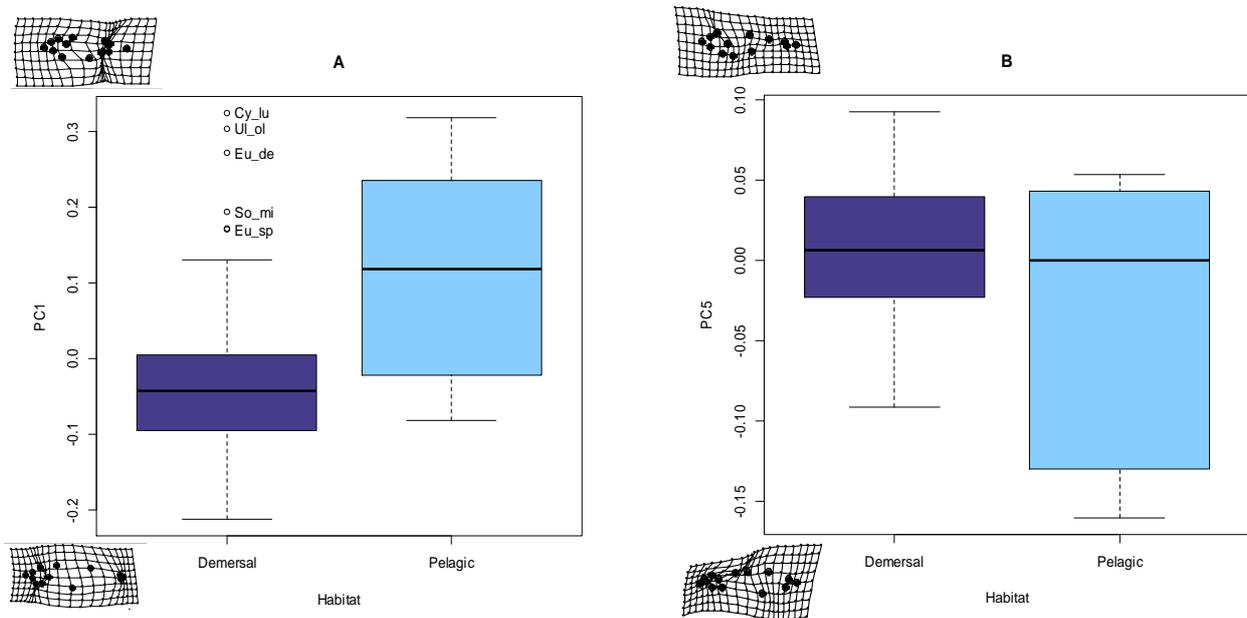 A
Cy_lu
Ul_ol
Eu_de
So_mi
Eu_sp
0.3
0.2
0.1
0.0
-0.1
-0.2
PC1
Demersal Pelagic
Habitat
B
0.10
0.05
0.00
-0.05
-0.10
-0.15
PC5
Demersal Pelagic
Habitat